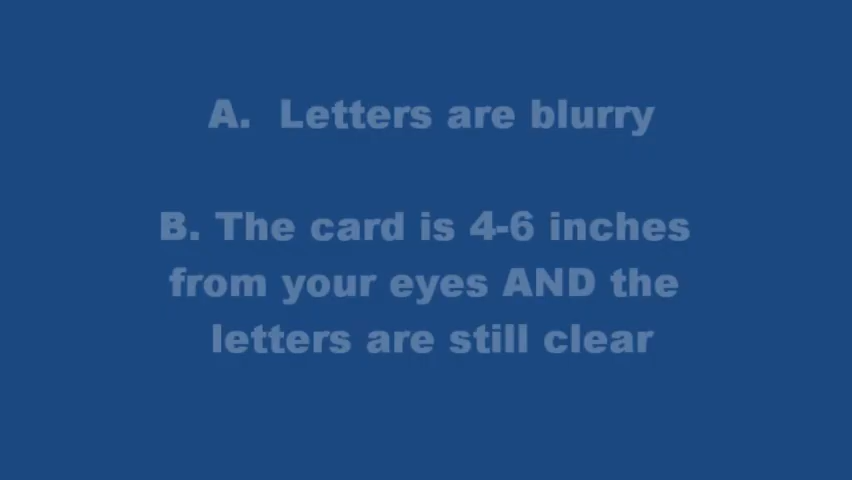 A. Letters are blurry
B. The card is 4-6 inches
from your eyes AND the
letters are still clear